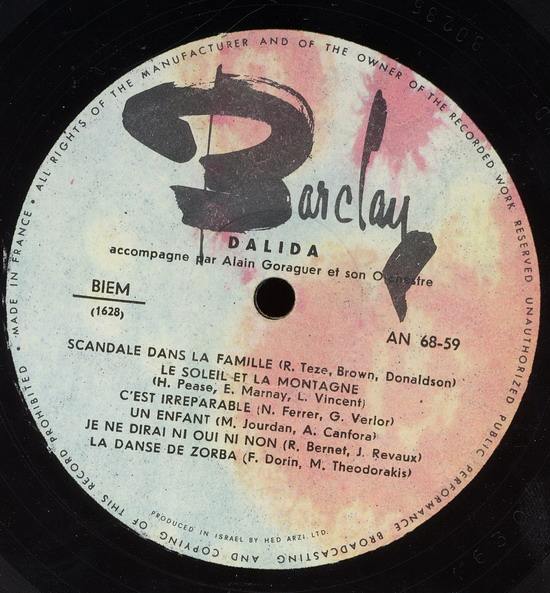 Barclay
DALIDA
accompagne par Alain Goraguer et son Orchestre
BIEM
(1628)
AN 68-59
SCANDALE DANS LA FAMILLE (R. Teze, Brown, Donaldson)
LE SOLEIL ET LA MONTAGNE
(H. Pease, E. Marnay, L. Vincent)
C'EST IRREPARABLE (N. Ferrer, G. Verlor)
UN ENFANT (M. Jourdan, A. Canfora)
JE NE DIRAI NI OUI NI NON (R. Bernet, J. Revaux)
LA DANSE DE ZORBA (F. Dorin, M. Theodorakis)
PRODUCED IN ISRAEL BY HED ARZI. LTD.
• MADE IN FRANCE • ALL RIGHTS OF THE MANUFACTURER AND OF THE OWNER OF THE RECORDED WORK RESERVED UNAUTHORIZED PUBLIC PERFORMANCE BROADCASTING AND COPYING OF THIS RECORD PROHIBITED